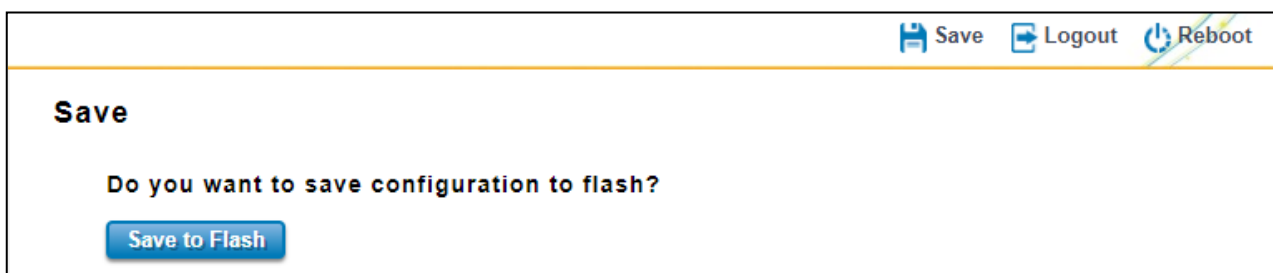 Save Logout Reboot
Save
Do you want to save configuration to flash?
Save to Flash